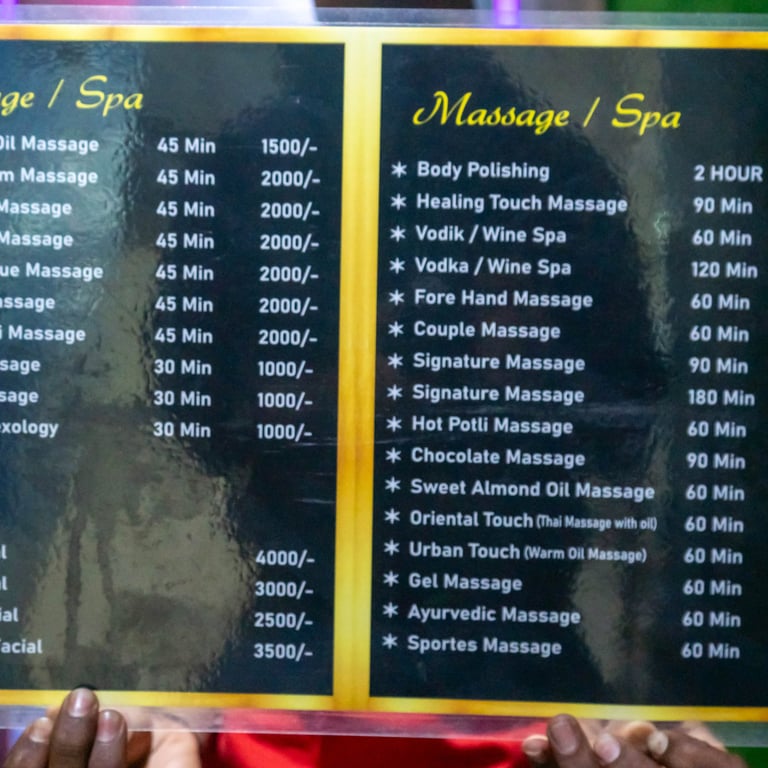 ge / Spa
Oil Massage 45 Min 1500/-
m Massage 45 Min 2000/-
Massage 45 Min 2000/-
Massage 45 Min 2000/-
ue Massage 45 Min 2000/-
assage 45 Min 2000/-
i Massage 45 Min 2000/-
sage 30 Min 1000/-
sage 30 Min 1000/-
exology 30 Min 1000/-
l 4000/-
l 3000/-
ial 2500/-
Facial 3500/-
Massage / Spa
* Body Polishing 2 HOUR
* Healing Touch Massage 90 Min
* Vodik / Wine Spa 60 Min
* Vodka / Wine Spa 120 Min
* Fore Hand Massage 60 Min
* Couple Massage 60 Min
* Signature Massage 90 Min
* Signature Massage 180 Min
* Hot Potli Massage 60 Min
* Chocolate Massage 90 Min
* Sweet Almond Oil Massage 60 Min
* Oriental Touch (Thai Massage with oil) 60 Min
* Urban Touch (Warm Oil Massage) 60 Min
* Gel Massage 60 Min
* Ayurvedic Massage 60 Min
* Sportes Massage 60 Min